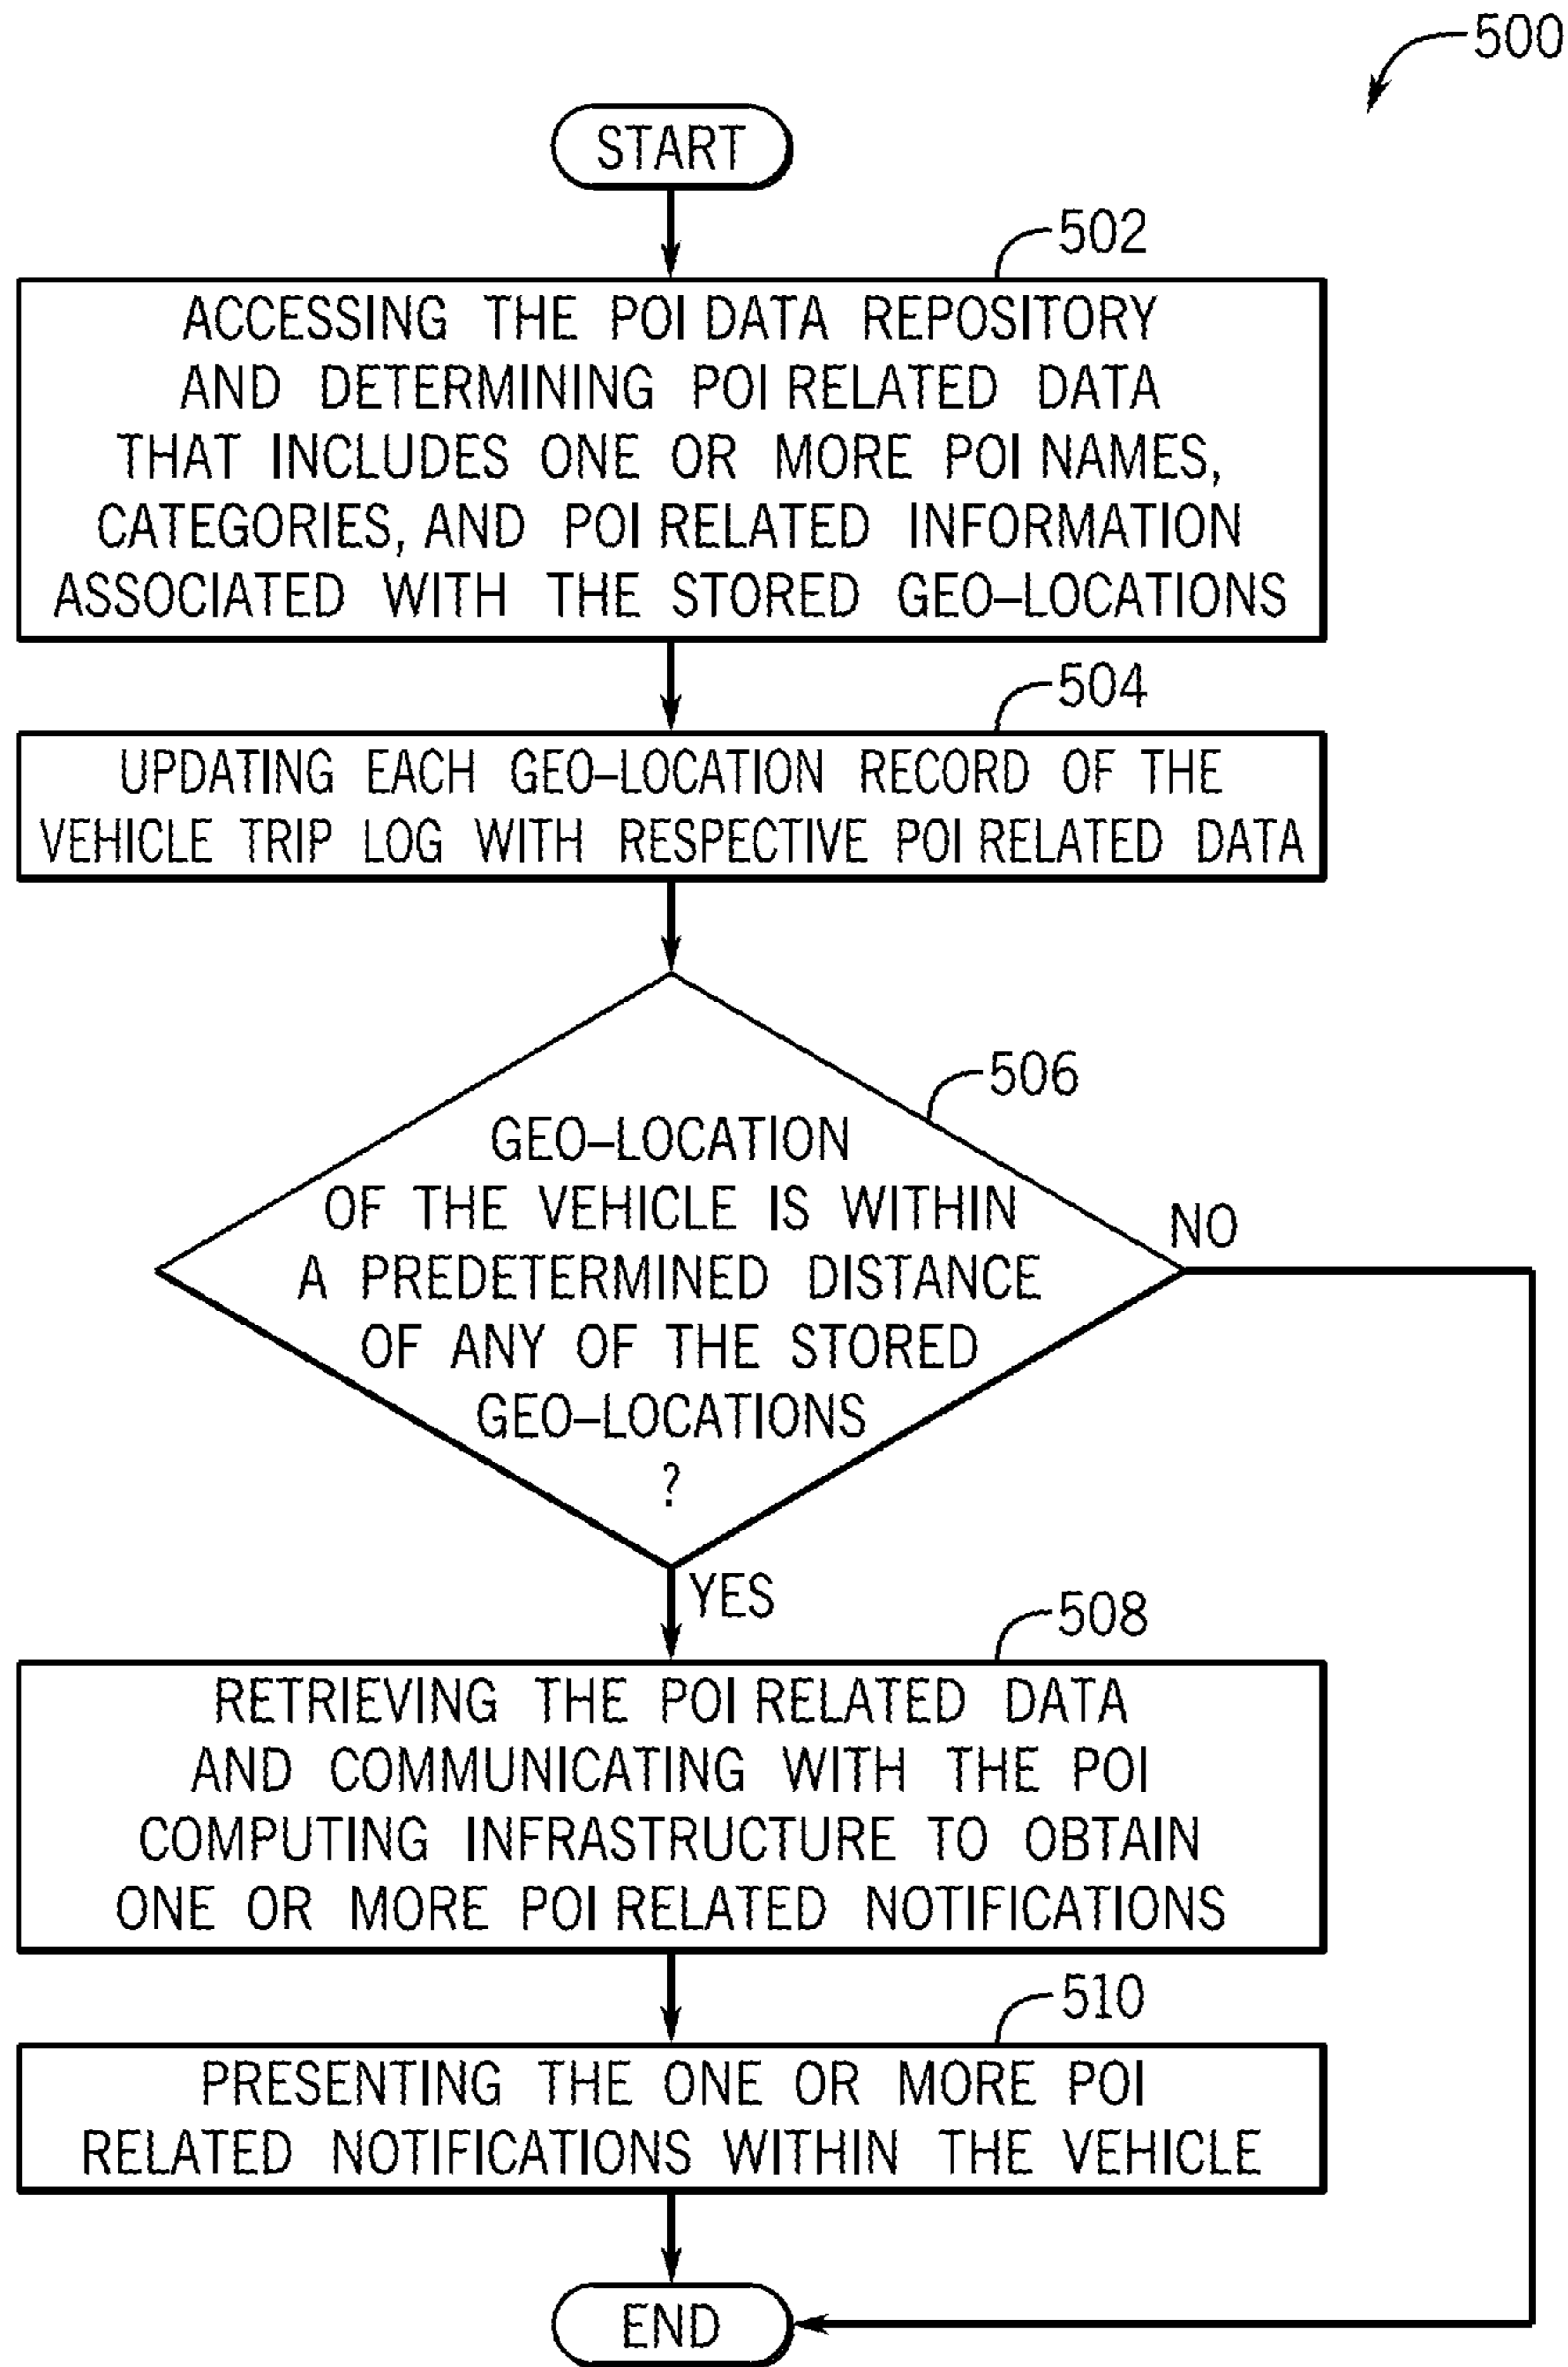 500
START
502
ACCESSING THE POI DATA REPOSITORY
AND DETERMINING POI RELATED DATA
THAT INCLUDES ONE OR MORE POI NAMES,
CATEGORIES, AND POI RELATED INFORMATION
ASSOCIATED WITH THE STORED GEO–LOCATIONS
504
UPDATING EACH GEO–LOCATION RECORD OF THE
VEHICLE TRIP LOG WITH RESPECTIVE POI RELATED DATA
506
GEO–LOCATION
OF THE VEHICLE IS WITHIN
A PREDETERMINED DISTANCE
OF ANY OF THE STORED
GEO–LOCATIONS
?
NO
YES
508
RETRIEVING THE POI RELATED DATA
AND COMMUNICATING WITH THE POI
COMPUTING INFRASTRUCTURE TO OBTAIN
ONE OR MORE POI RELATED NOTIFICATIONS
510
PRESENTING THE ONE OR MORE POI
RELATED NOTIFICATIONS WITHIN THE VEHICLE
END